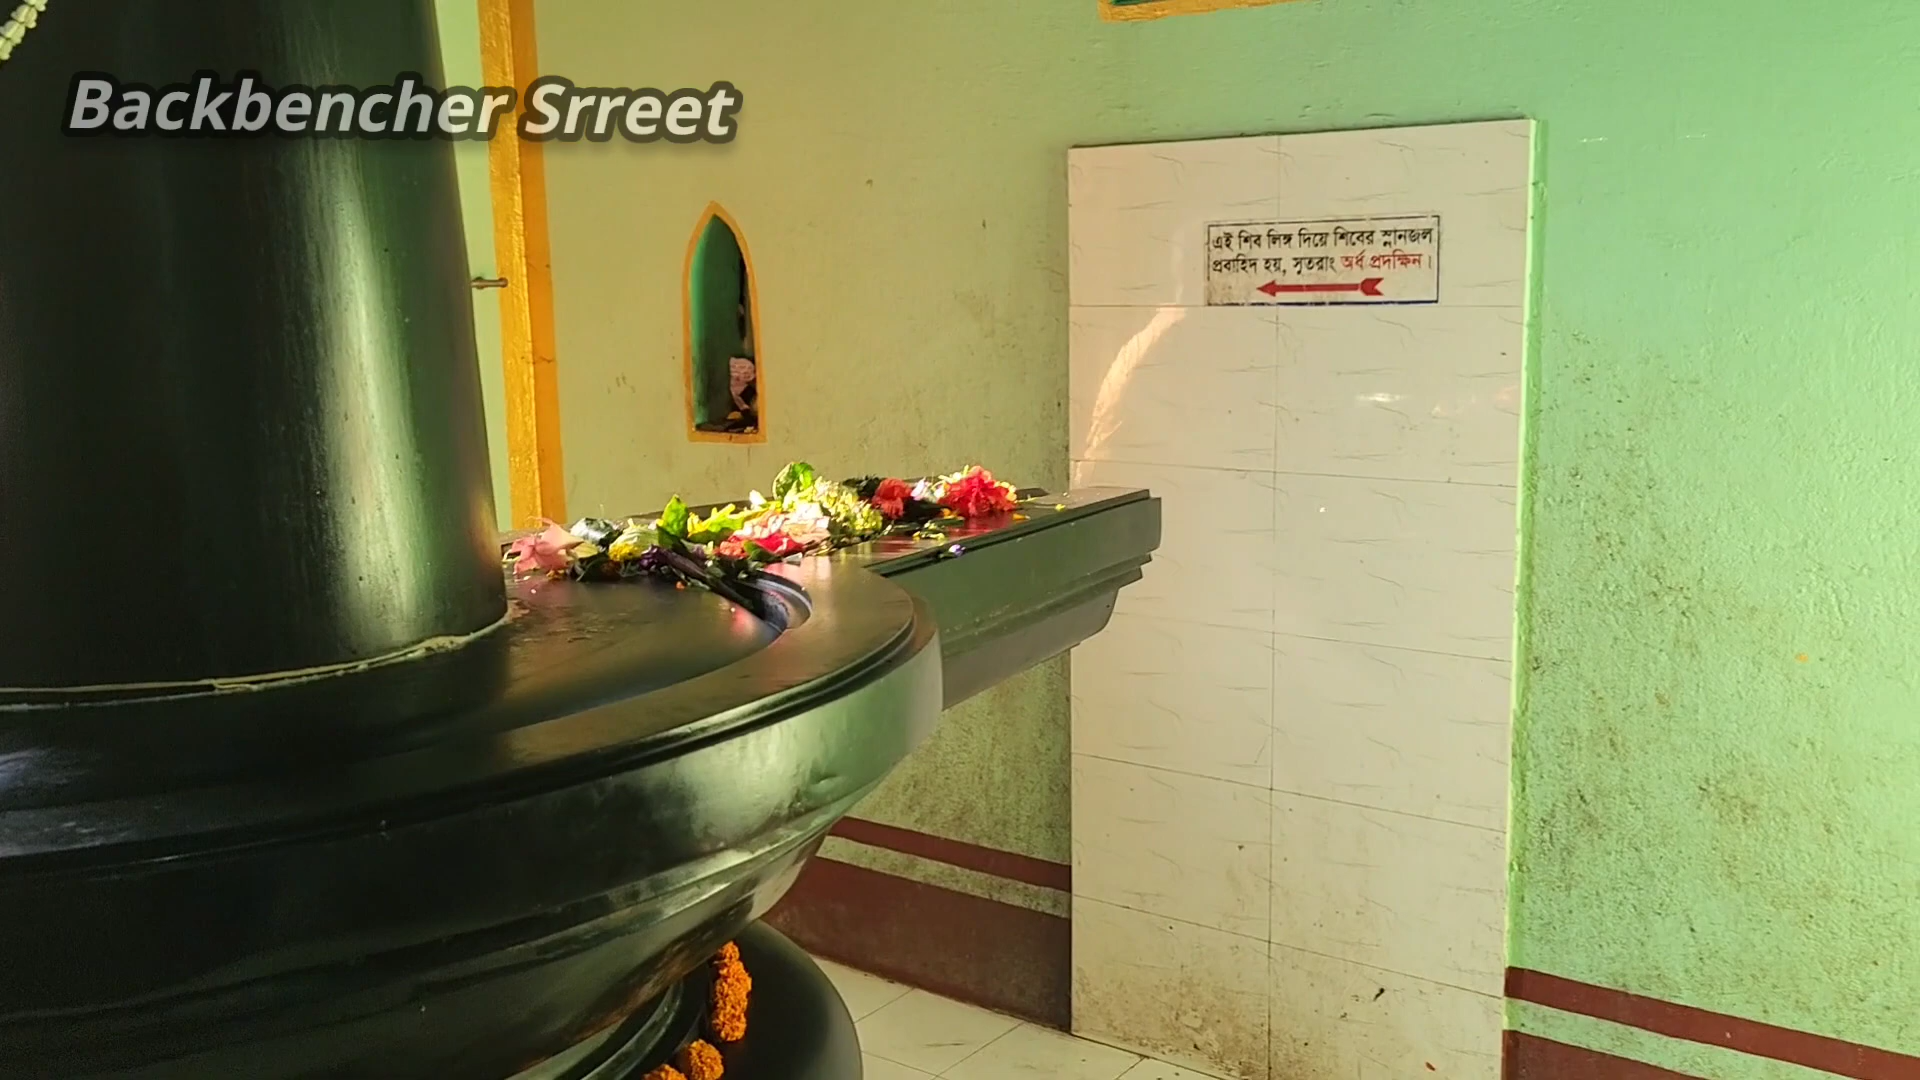 Backbencher Srreet
এই শিব লিঙ্গ দিয়ে শিবের স্নানজল
প্রবাহিদ হয়, সুতরাং অর্ধ প্রদক্ষিন।